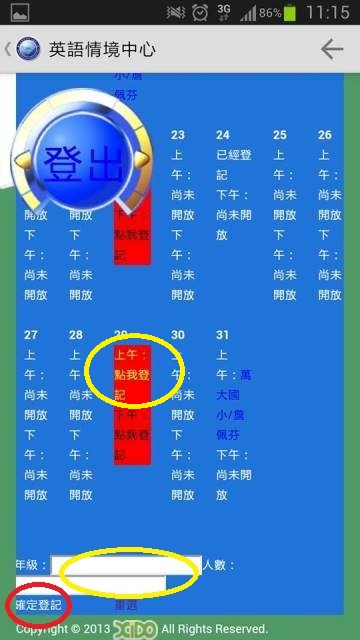 3G 86% 11:15
英語情境中心
小/詹
佩芬
登出
開放
下
午：
尚未
開放
開放
下
午：
尚未
開放
下午：
點我登
記
23
上
午：
尚未
開放
下
午：
尚未
開放
24
已經登
記
下午：
尚未開
放
25
上
午：
尚未
開放
下
午：
尚未
開放
26
上
午：
尚未
開放
下
午：
尚未
開放
27
上
午：
尚未
開放
下
午：
尚未
開放
28
上
午：
尚未
開放
下
午：
尚未
開放
29
上午：
點我登
記
下午：
點我登
記
30
上
午：
尚未
開放
下
午：
尚未
開放
31
上
午：萬
大國
小/詹
佩芬
下午：
尚未開
放
年級： 人數：
確定登記 重選
Copyright © 2013 XIDO All Rights Reserved.